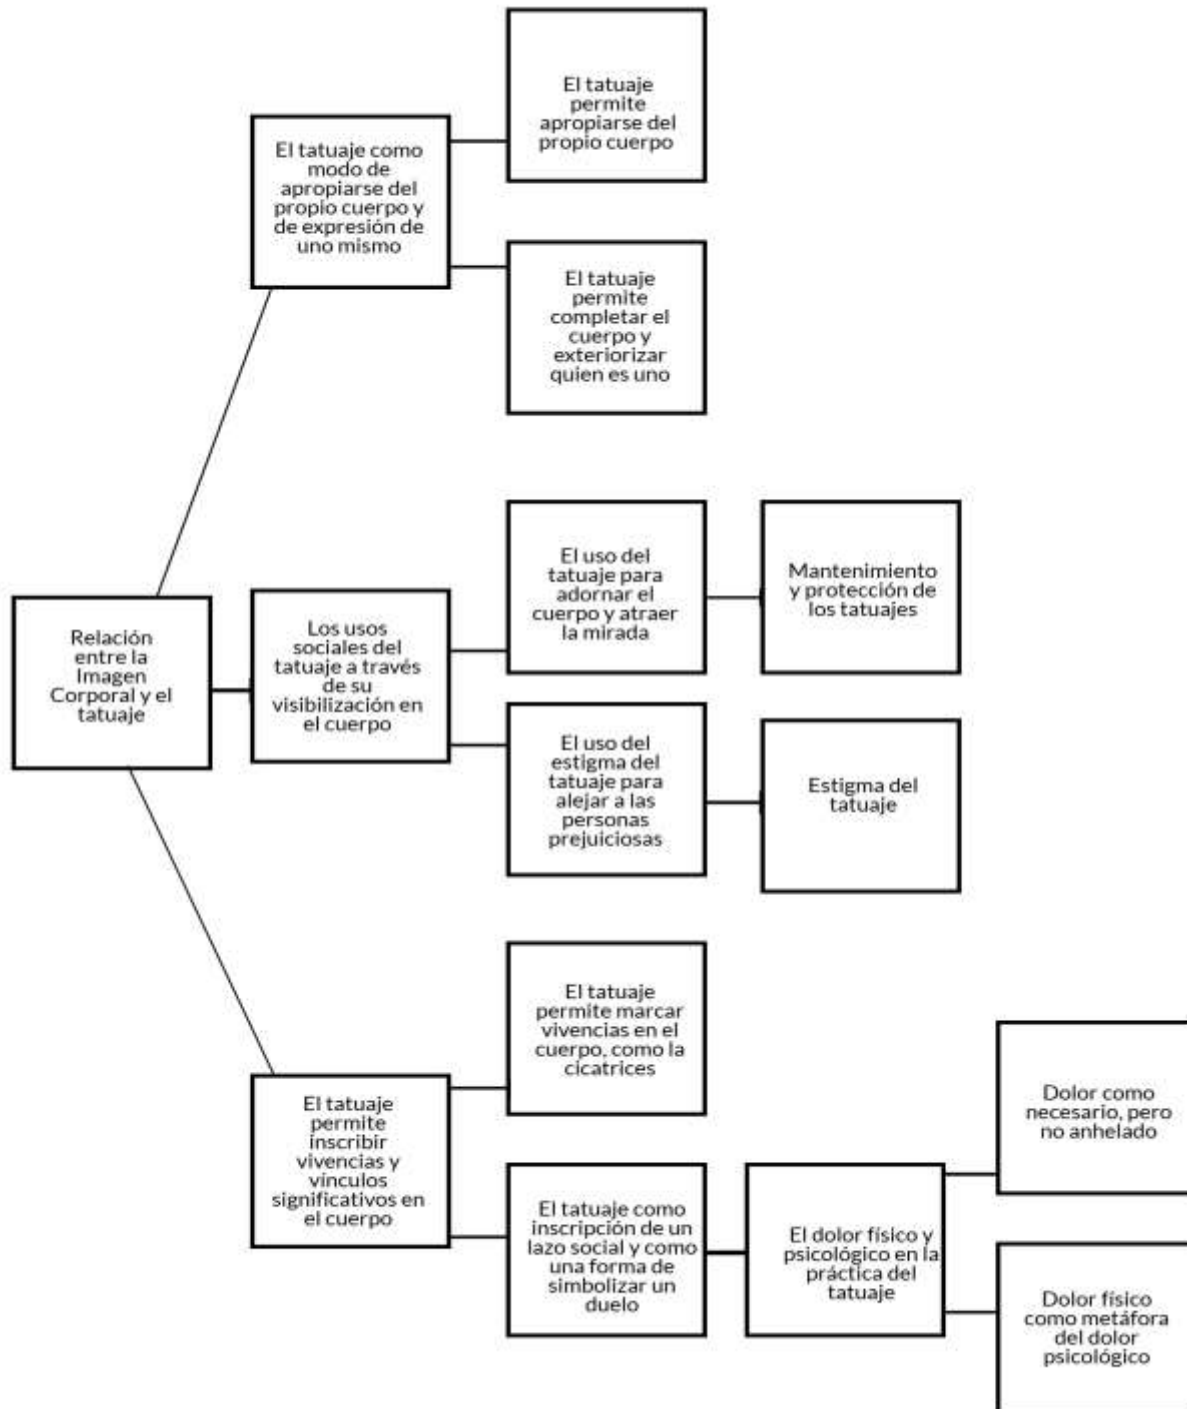 El tatuaje
permite
apropiarse del
propio cuerpo
El tatuaje como
modo de
apropiarse del
propio cuerpo y
de expresión de
uno mismo
El tatuaje
permite
completar el
cuerpo y
exteriorizar
quien es uno
Relación
entre la
Imagen
Corporal y el
tatuaje
Los usos
sociales del
tatuaje a través
de su
visibilización en
el cuerpo
El uso del
tatuaje para
adornar el
cuerpo y atraer
la mirada
Mantenimiento
y protección de
los tatuajes
El uso del
estigma del
tatuaje para
alejar a las
personas
prejuiciosas
Estigma del
tatuaje
El tatuaje
permite marcar
vivencias en el
cuerpo, como la
cicatrices
El tatuaje
permite
inscribir
vivencias y
vínculos
significativos en
el cuerpo
El tatuaje como
inscripción de un
lazo social y como
una forma de
simbolizar un
duelo
El dolor físico y
psicológico en la
práctica del
tatuaje
Dolor como
necesario, pero
no anhelado
Dolor físico
como metáfora
del dolor
psicológico